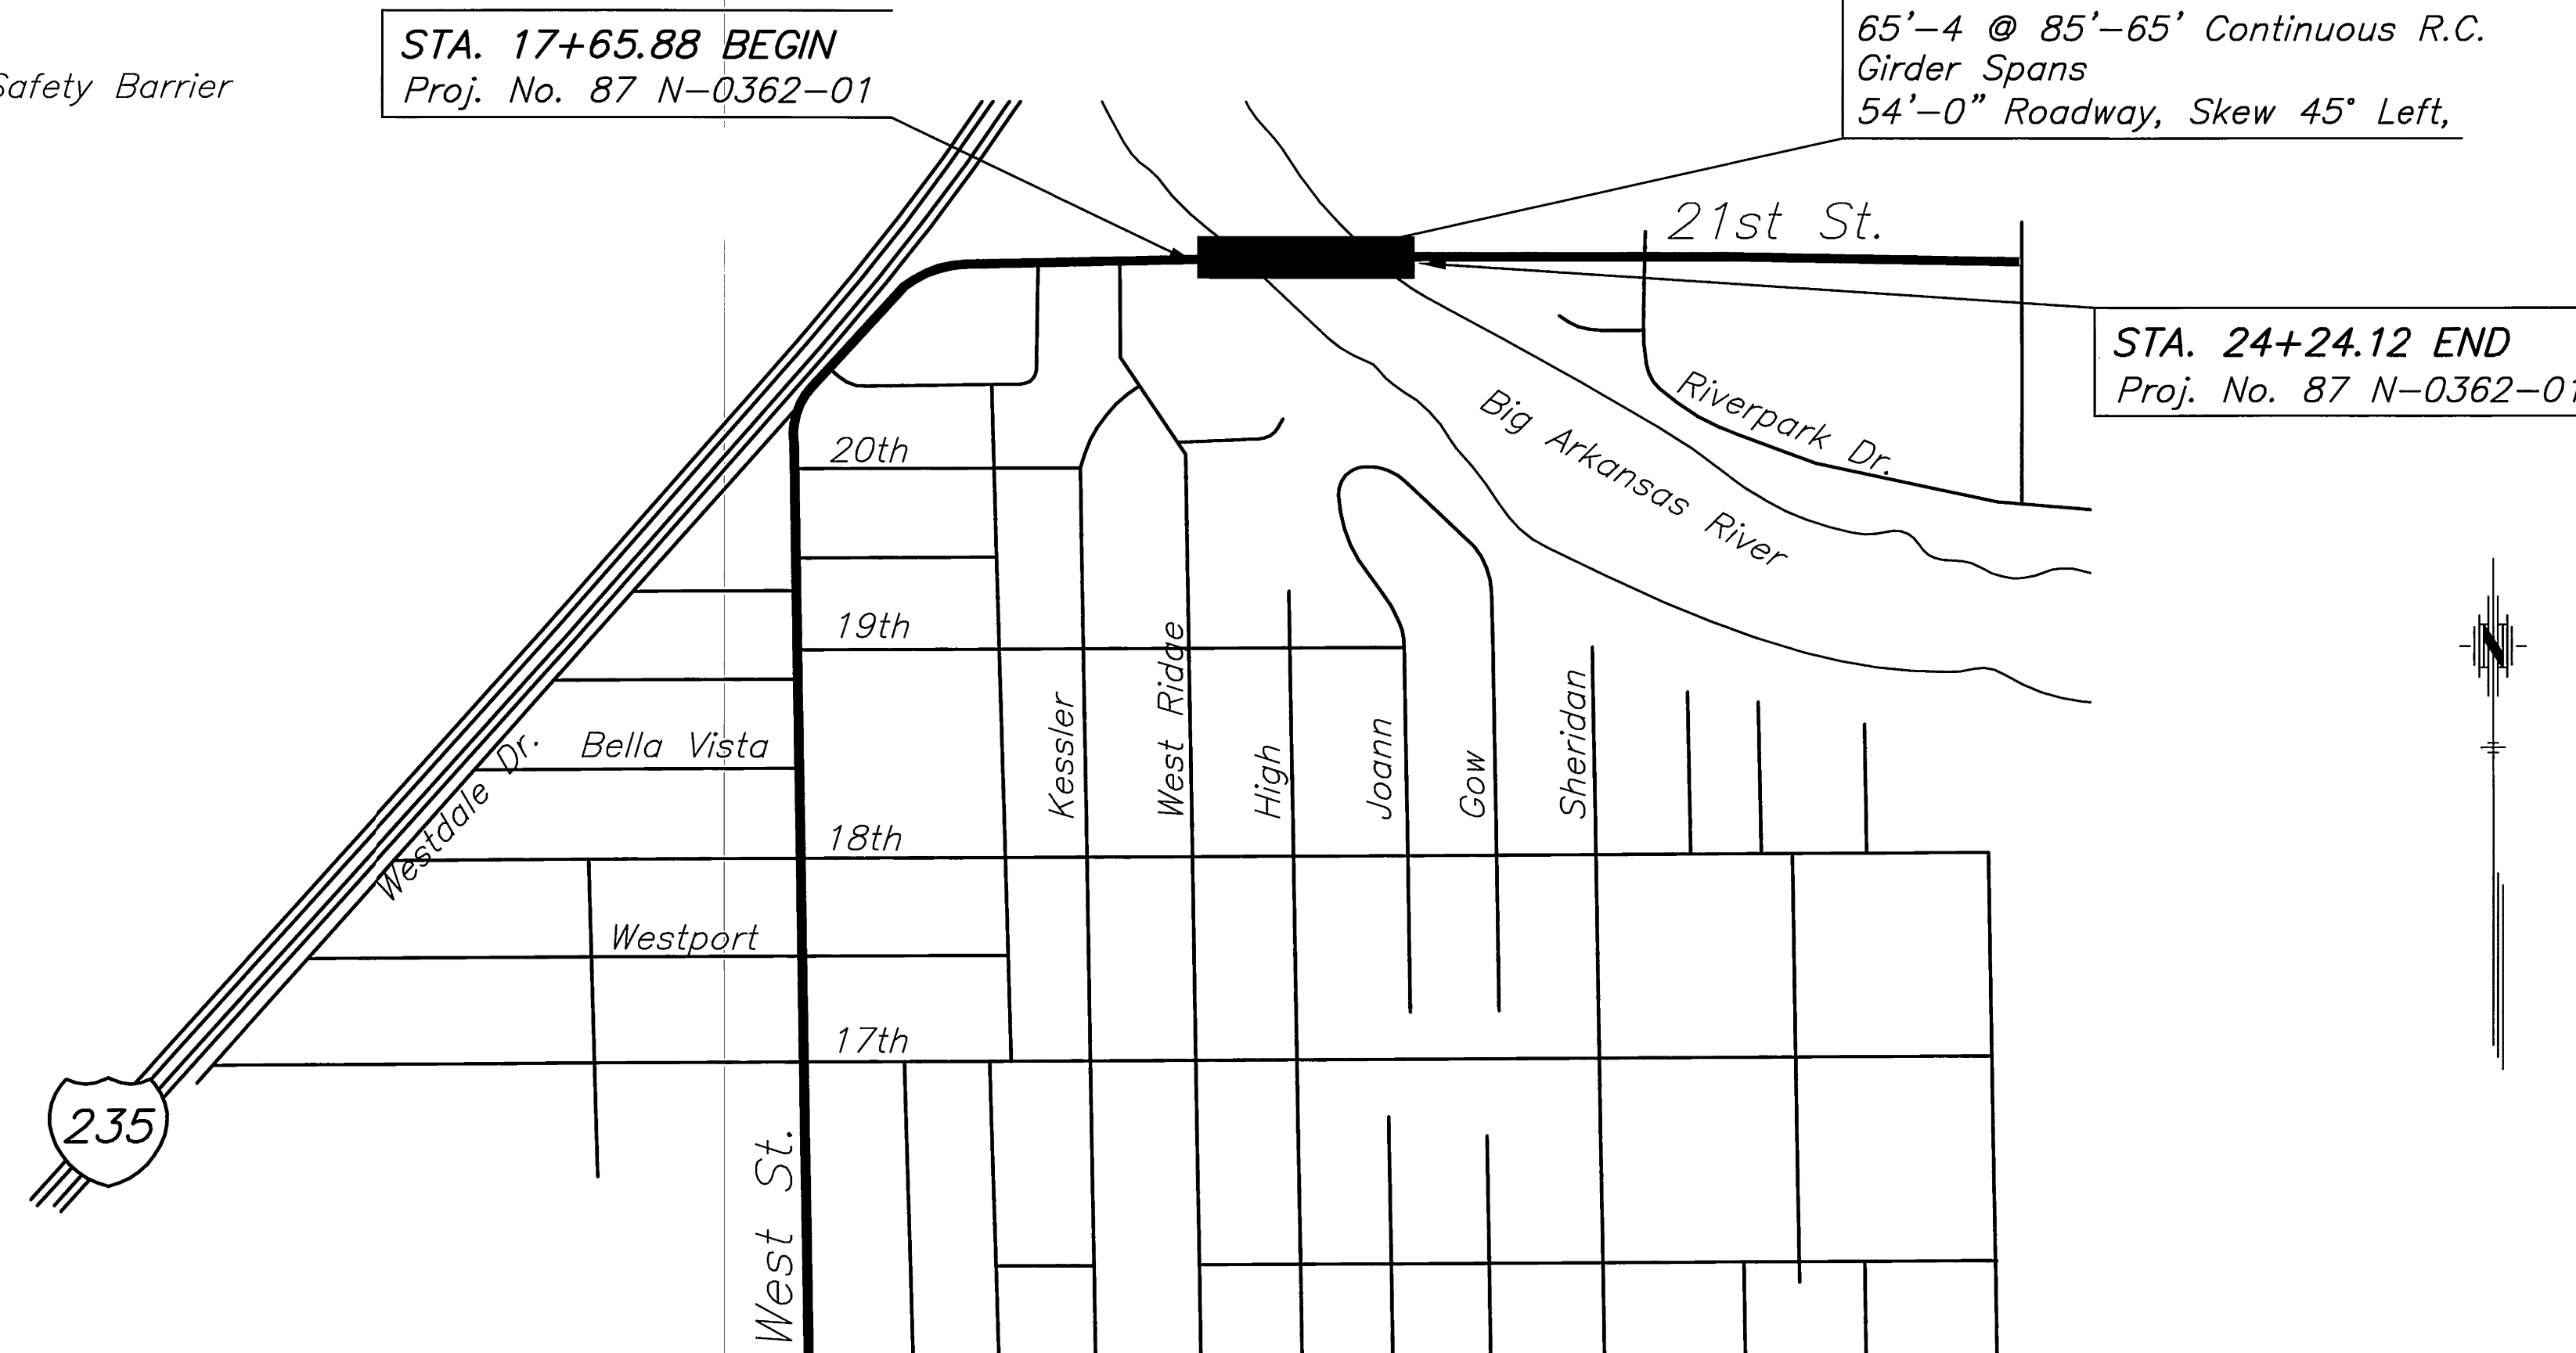 Safety Barrier
STA. 17+65.88 BEGIN
Proj. No. 87 N-0362-01
65'-4 @ 85'-65' Continuous R.C.
Girder Spans
54'-0" Roadway, Skew 45° Left,
21st St.
STA. 24+24.12 END
Proj. No. 87 N-0362-01
Riverpark Dr.
Big Arkansas River
20th
19th
Kessler
West Ridge
High
Joann
Gow
Sheridan
Westdale Dr.
Bella Vista
18th
Westport
17th
235
West St.
N